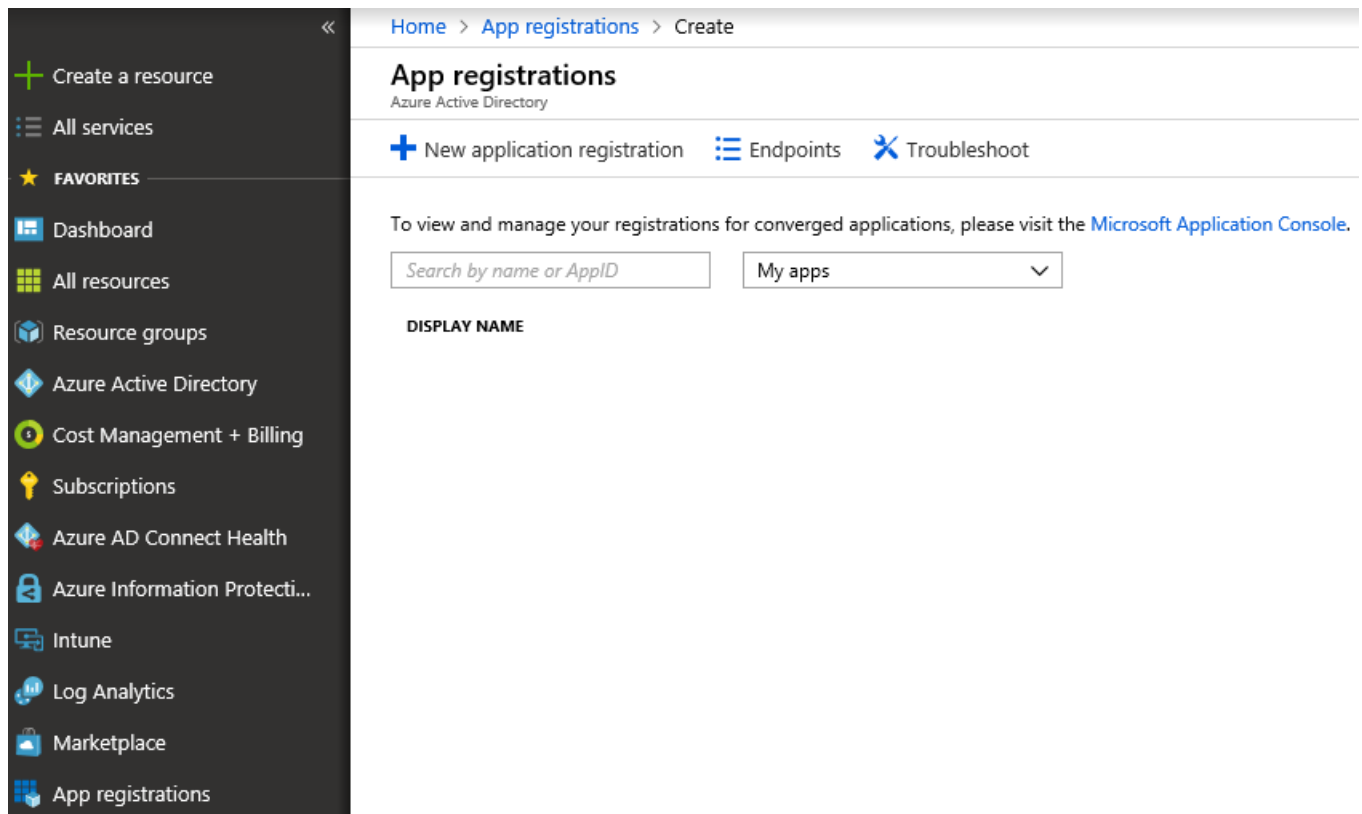 «
Create a resource
All services
FAVORITES
Dashboard
All resources
Resource groups
Azure Active Directory
Cost Management + Billing
Subscriptions
Azure AD Connect Health
Azure Information Protecti...
Intune
Log Analytics
Marketplace
App registrations
Home > App registrations > Create
App registrations
Azure Active Directory
New application registration Endpoints Troubleshoot
To view and manage your registrations for converged applications, please visit the Microsoft Application Console.
Search by name or AppID My apps
DISPLAY NAME